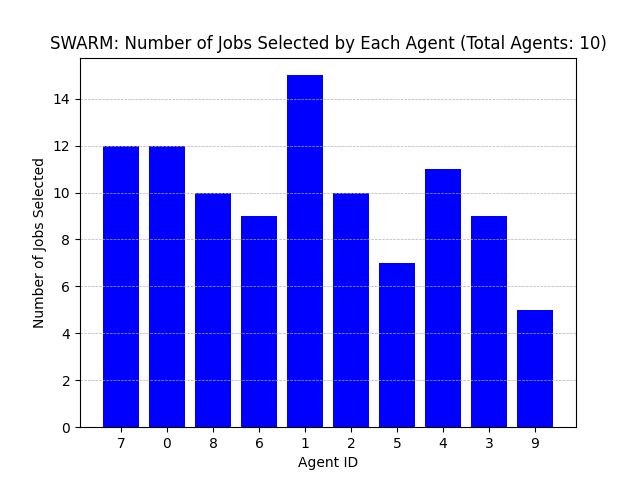 SWARM: Number of Jobs Selected by Each Agent (Total Agents: 10)
Number of Jobs Selected
14
12
10
8
6
4
2
0
7 0 8 6 1 2 5 4 3 9
Agent ID